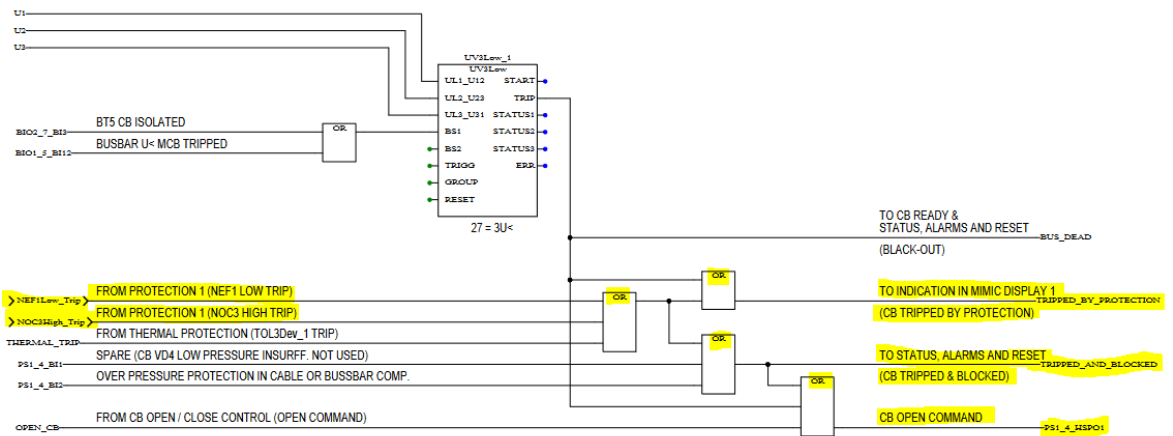 U1
U2
U3
UV3Low_1
UV3Low
UL1_U12 START
UL2_U23 TRIP
UL3_U31 STATUS1
BS1 STATUS2
BS2 STATUS3
TRIGG ERR
GROUP
RESET
27 = 3U<
BT5 CB ISOLATED
BIO2_7_BI3
OR
BUSBAR U< MCB TRIPPED
BIO1_5_BI12
TO CB READY &
STATUS, ALARMS AND RESET
BUS_DEAD
(BLACK-OUT)
OR
FROM PROTECTION 1 (NEF1 LOW TRIP)
NEF1Low_Trip
OR
TO INDICATION IN MIMIC DISPLAY 1
TRIPPED_BY_PROTECTION
(CB TRIPPED BY PROTECTION)
FROM PROTECTION 1 (NOC3 HIGH TRIP)
NOC3High_Trip
FROM THERMAL PROTECTION (TOL3Dev_1 TRIP)
THERMAL_TRIP
OR
SPARE (CB VD4 LOW PRESSURE INSURFF. NOT USED)
PS1_4_BI1
TO STATUS, ALARMS AND RESET
TRIPPED_AND_BLOCKED
(CB TRIPPED & BLOCKED)
OVER PRESSURE PROTECTION IN CABLE OR BUSSBAR COMP.
PS1_4_BI2
OR
FROM CB OPEN / CLOSE CONTROL (OPEN COMMAND)
OPEN_CB
CB OPEN COMMAND
PS1_4_HSPO1